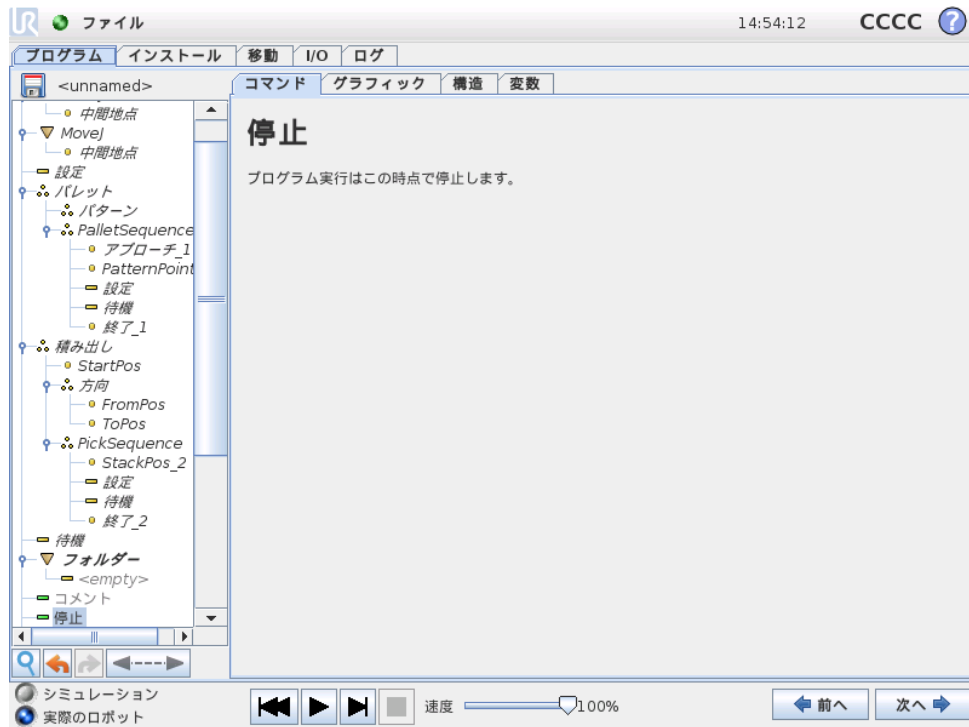 UR ファイル 14:54:12 CCCC ?
プログラム インストール 移動 I/O ログ
<unnamed>
コマンド グラフィック 構造 変数
中間地点
MoveJ
中間地点
設定
パレット
パターン
PalletSequence
アプローチ_1
PatternPoint
設定
待機
終了_1
積み出し
StartPos
方向
FromPos
ToPos
PickSequence
StackPos_2
設定
待機
終了_2
待機
フォルダー
<empty>
コメント
停止
停止
プログラム実行はこの時点で停止します。
シミュレーション
実際のロボット
速度 100%
前へ 次へ